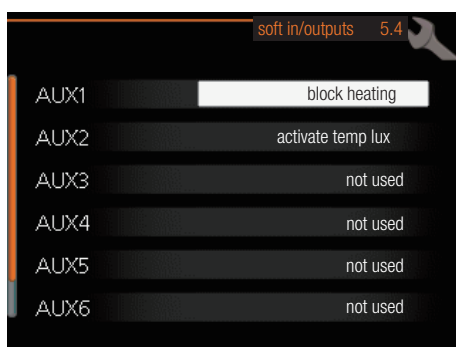 soft in/outputs 5.4
AUX1 block heating
AUX2 activate temp lux
AUX3 not used
AUX4 not used
AUX5 not used
AUX6 not used